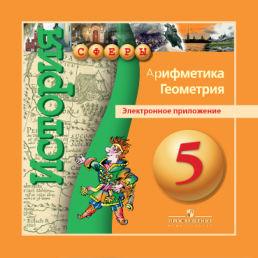 СФЕРЫ
История
Арифметика
Геометрия
Электронное приложение
5
ПРОСВЕЩЕНИЕ